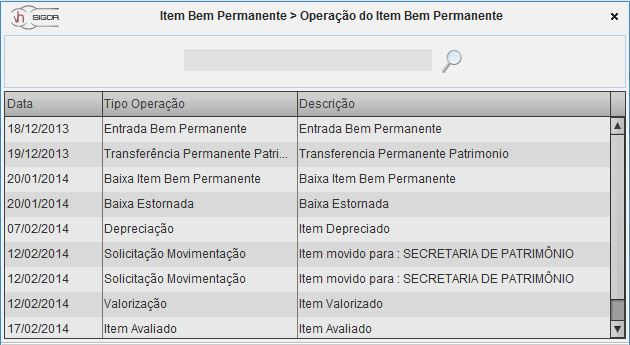 vh SIGOR Item Bem Permanente > Operação do Item Bem Permanente ×
Data Tipo Operação Descrição
18/12/2013 Entrada Bem Permanente Entrada Bem Permanente
19/12/2013 Transferência Permanente Patri... Transferencia Permanente Patrimonio
20/01/2014 Baixa Item Bem Permanente Baixa Item Bem Permanente
20/01/2014 Baixa Estornada Baixa Estornada
07/02/2014 Depreciação Item Depreciado
12/02/2014 Solicitação Movimentação Item movido para : SECRETARIA DE PATRIMÔNIO
12/02/2014 Solicitação Movimentação Item movido para : SECRETARIA DE PATRIMÔNIO
12/02/2014 Valorização Item Valorizado
17/02/2014 Item Avaliado Item Avaliado